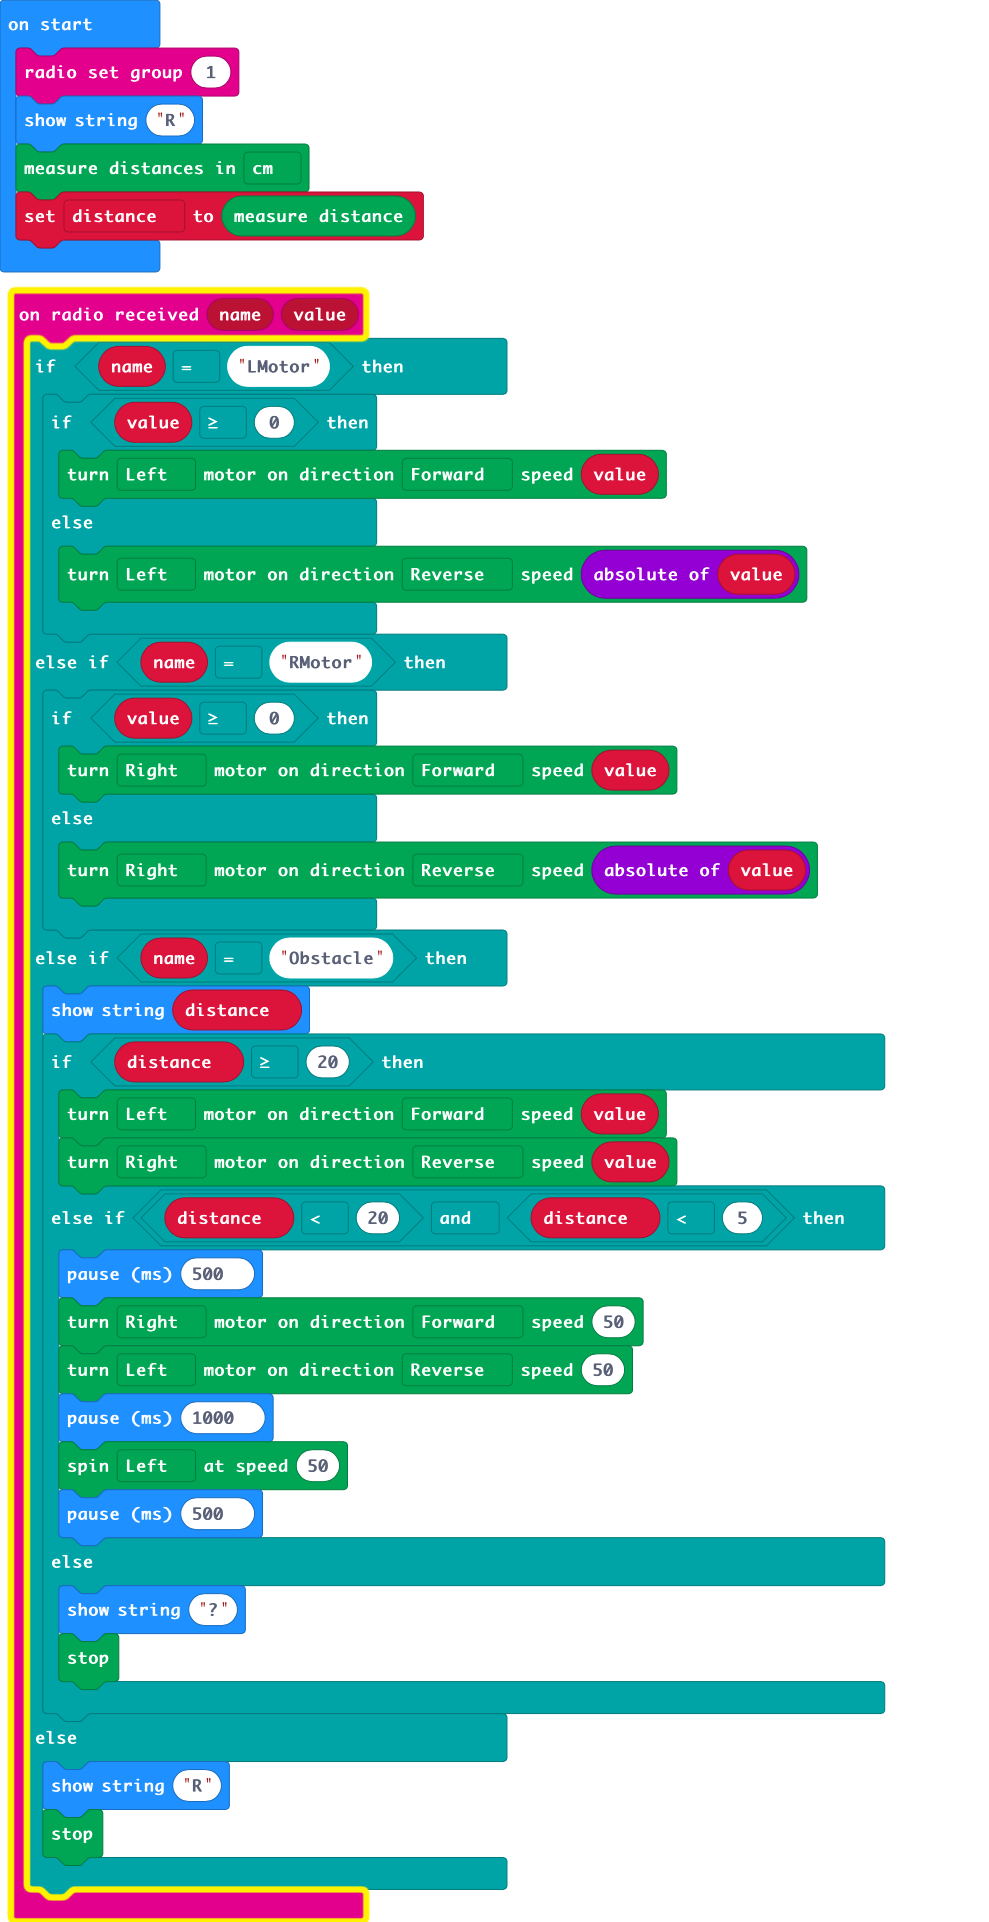 on start
radio set group 1
show string "R"
measure distances in cm
set distance to measure distance
on radio received name value
if name = "LMotor" then
if value ≥ 0 then
turn Left motor on direction Forward speed value
else
turn Left motor on direction Reverse speed absolute of value
else if name = "RMotor" then
if value ≥ 0 then
turn Right motor on direction Forward speed value
else
turn Right motor on direction Reverse speed absolute of value
else if name = "Obstacle" then
show string distance
if distance ≥ 20 then
turn Left motor on direction Forward speed value
turn Right motor on direction Reverse speed value
else if distance < 20 and distance < 5 then
pause (ms) 500
turn Right motor on direction Forward speed 50
turn Left motor on direction Reverse speed 50
pause (ms) 1000
spin Left at speed 50
pause (ms) 500
else
show string "?"
stop
else
show string "R"
stop